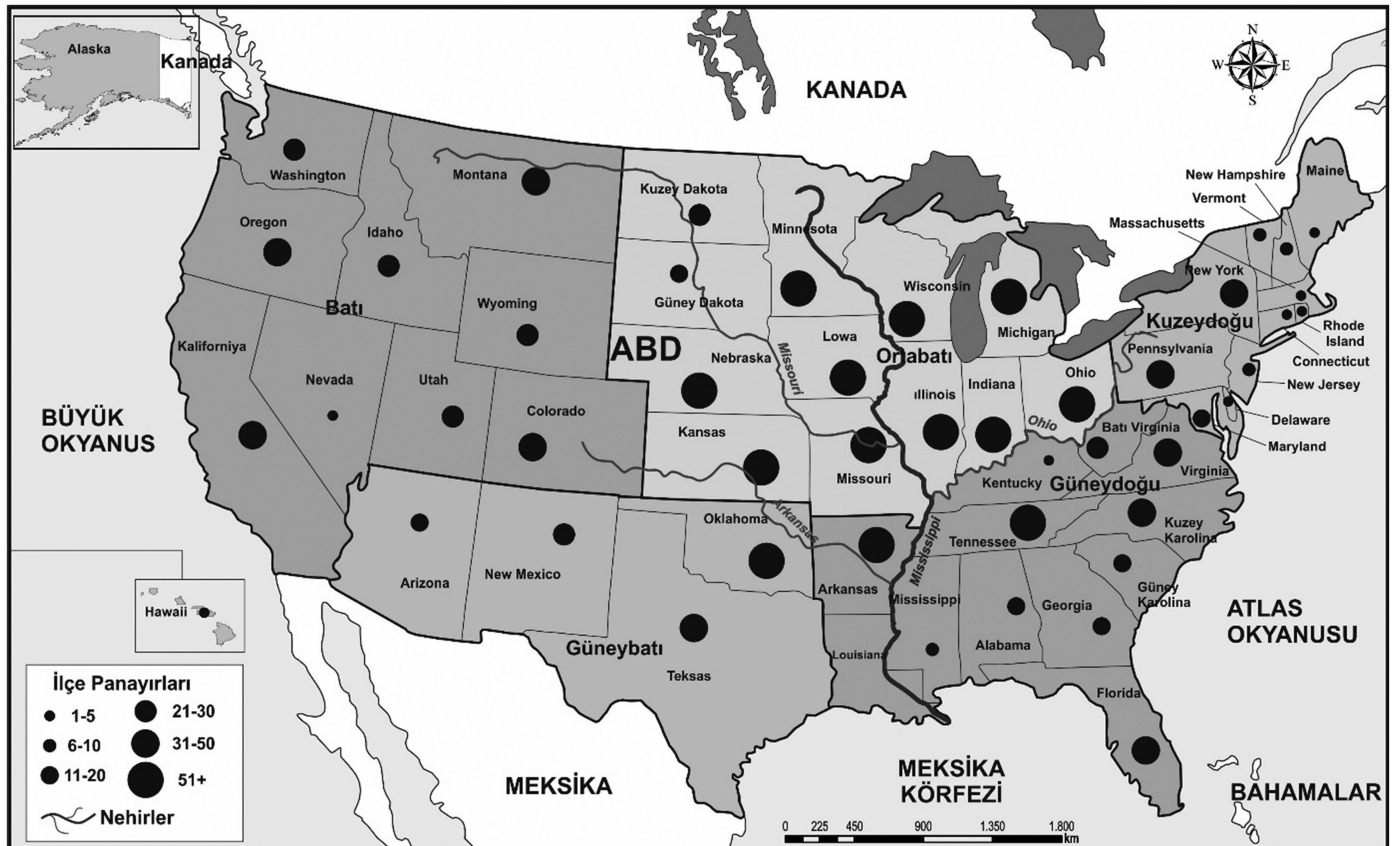 Alaska
Kanada
KANADA
N
W
E
S
Washington
Montana
Kuzey Dakota
Minnesota
New Hampshire
Maine
Vermont
Massachusetts
Oregon
Idaho
Batı
Wyoming
Güney Dakota
Wisconsin
Michigan
New York
Kuzeydoğu
Rhode
Island
Connecticut
New Jersey
Delaware
Maryland
Pennsylvania
Kaliforniya
Nevada
Utah
Colorado
ABD
Nebraska
Missouri
Lowa
Ortabatı
ıllinois
Indiana
Ohio
Ohio
Batı Virginia
Virginia
BÜYÜK
OKYANUS
Kansas
Missouri
Kentucky
Güneydoğu
Kuzey
Karolina
Tennessee
Arizona
New Mexico
Oklahoma
Arkansas
Arkansas
Mississippi
Mississippi
Alabama
Georgia
Güney
Karolina
ATLAS
OKYANUSU
Hawaii
Güneybatı
Teksas
Louisiana
Florida
İlçe Panayırları
1-5
21-30
6-10
31-50
11-20
51+
Nehirler
MEKSİKA
MEKSİKA
KÖRFEZİ
BAHAMALAR
0 225 450 900 1.350 1.800
km